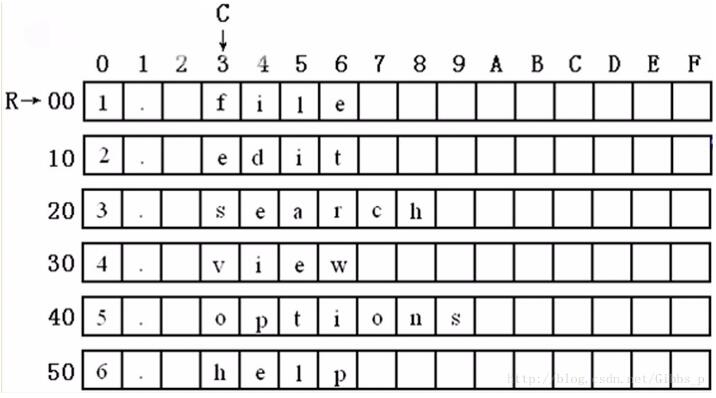 C
↓
0 1 2 3 4 5 6 7 8 9 A B C D E F
R→00 1 . f i l e
10 2 . e d i t
20 3 . s e a r c h
30 4 . v i e w
40 5 . o p t i o n s
50 6 . h e l p
http://blog.csdn.net/Gibbs_p